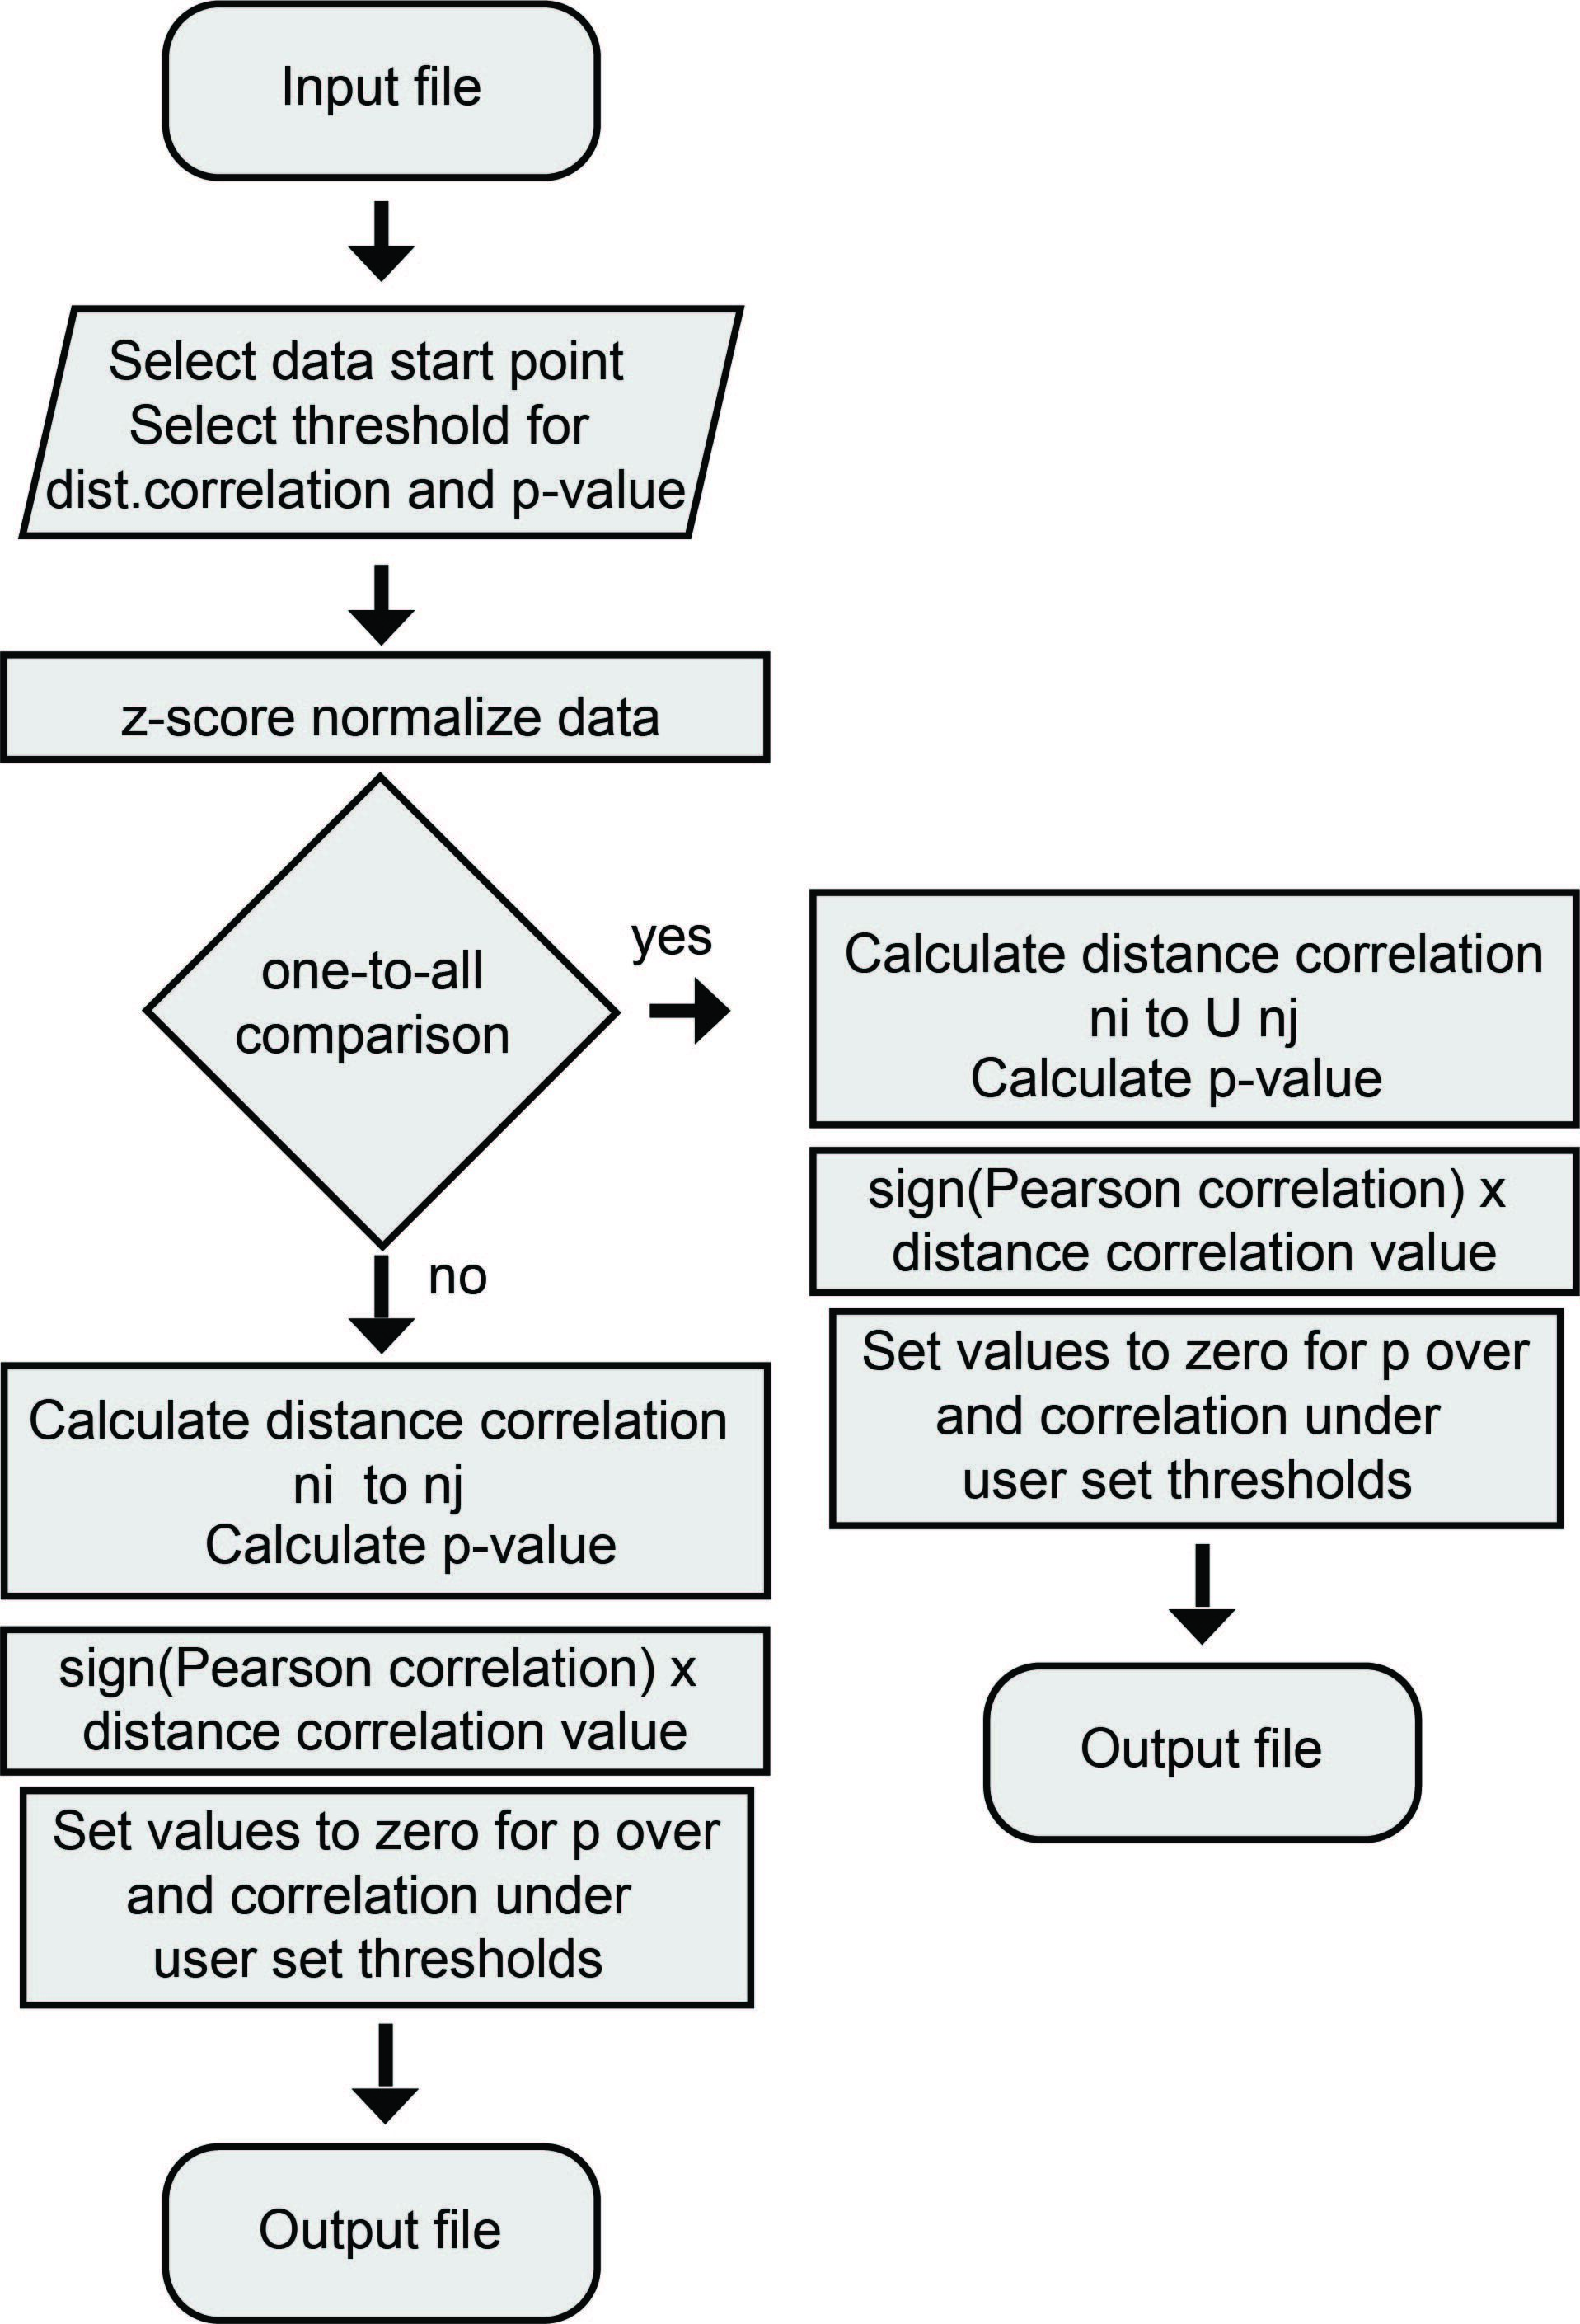 Input file
Select data start point
Select threshold for
dist.correlation and p-value
z-score normalize data
one-to-all
comparison
yes
no
Calculate distance correlation
ni to U nj
Calculate p-value
sign(Pearson correlation) x
distance correlation value
Set values to zero for p over
and correlation under
user set thresholds
Output file
Calculate distance correlation
ni to nj
Calculate p-value
sign(Pearson correlation) x
distance correlation value
Set values to zero for p over
and correlation under
user set thresholds
Output file